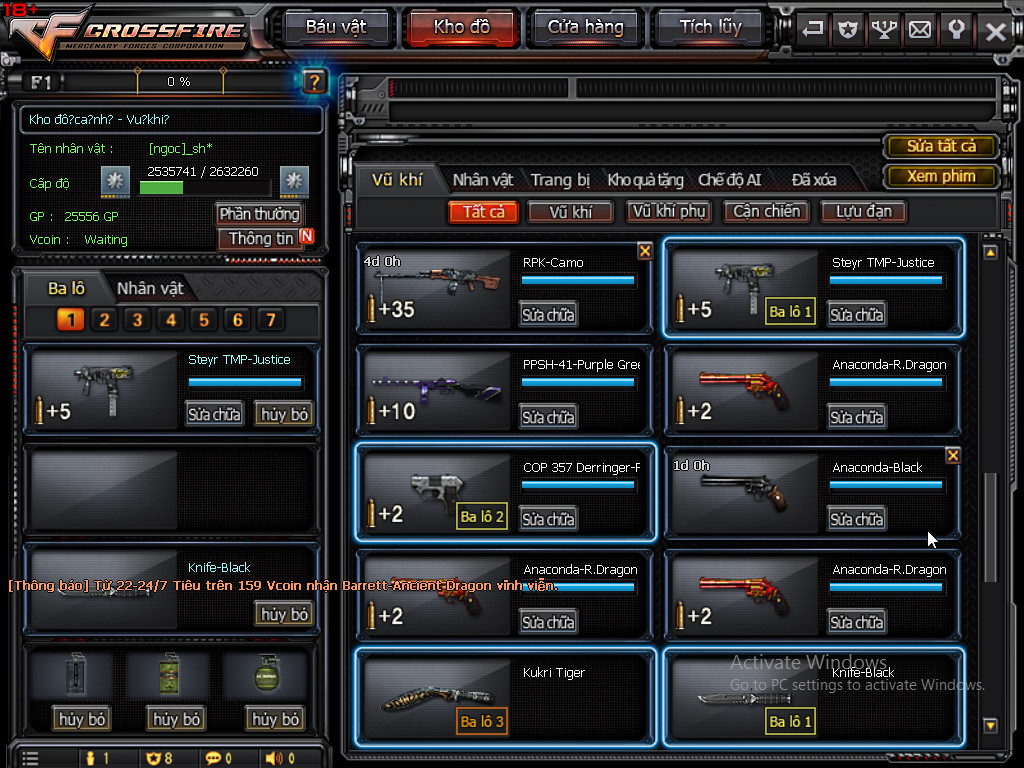 18+
CROSSFIRE
MERCENARY FORCES CORPORATION
Báu vật
Kho đồ
Cửa hàng
Tích lũy
F1
0 %
?
Kho đô?ca?nh? - Vu?khi?
Tên nhân vật :
[ngoc]_sh*
Cấp độ
2535741 / 2632260
GP : 25556 GP
Phần thưởng
Vcoin : Waiting
Thông tin
N
Sửa tất cả
Xem phim
Vũ khí
Nhân vật
Trang bị
Kho quà tặng
Chế độ AI
Đã xóa
Tất cả
Vũ khí
Vũ khí phụ
Cận chiến
Lựu đạn
Ba lô
Nhân vật
1 2 3 4 5 6 7
Steyr TMP-Justice
+5
Sửa chữa
hủy bỏ
Knife-Black
hủy bỏ
[Thông báo] Từ 22-24/7 Tiêu trên 159 Vcoin nhận Barrett-Ancient Dragon vĩnh viễn.
hủy bỏ
hủy bỏ
hủy bỏ
1
8
0
0
4d 0h
RPK-Camo
+35
Sửa chữa
Steyr TMP-Justice
+5
Ba lô 1
Sửa chữa
PPSH-41-Purple Gree
+10
Sửa chữa
Anaconda-R.Dragon
+2
Sửa chữa
COP 357 Derringer-F
+2
Ba lô 2
Sửa chữa
1d 0h
Anaconda-Black
Sửa chữa
Anaconda-R.Dragon
+2
Sửa chữa
Anaconda-R.Dragon
+2
Sửa chữa
Kukri Tiger
Ba lô 3
Knife-Black
Ba lô 1
Activate Windows
Go to PC settings to activate Windows.